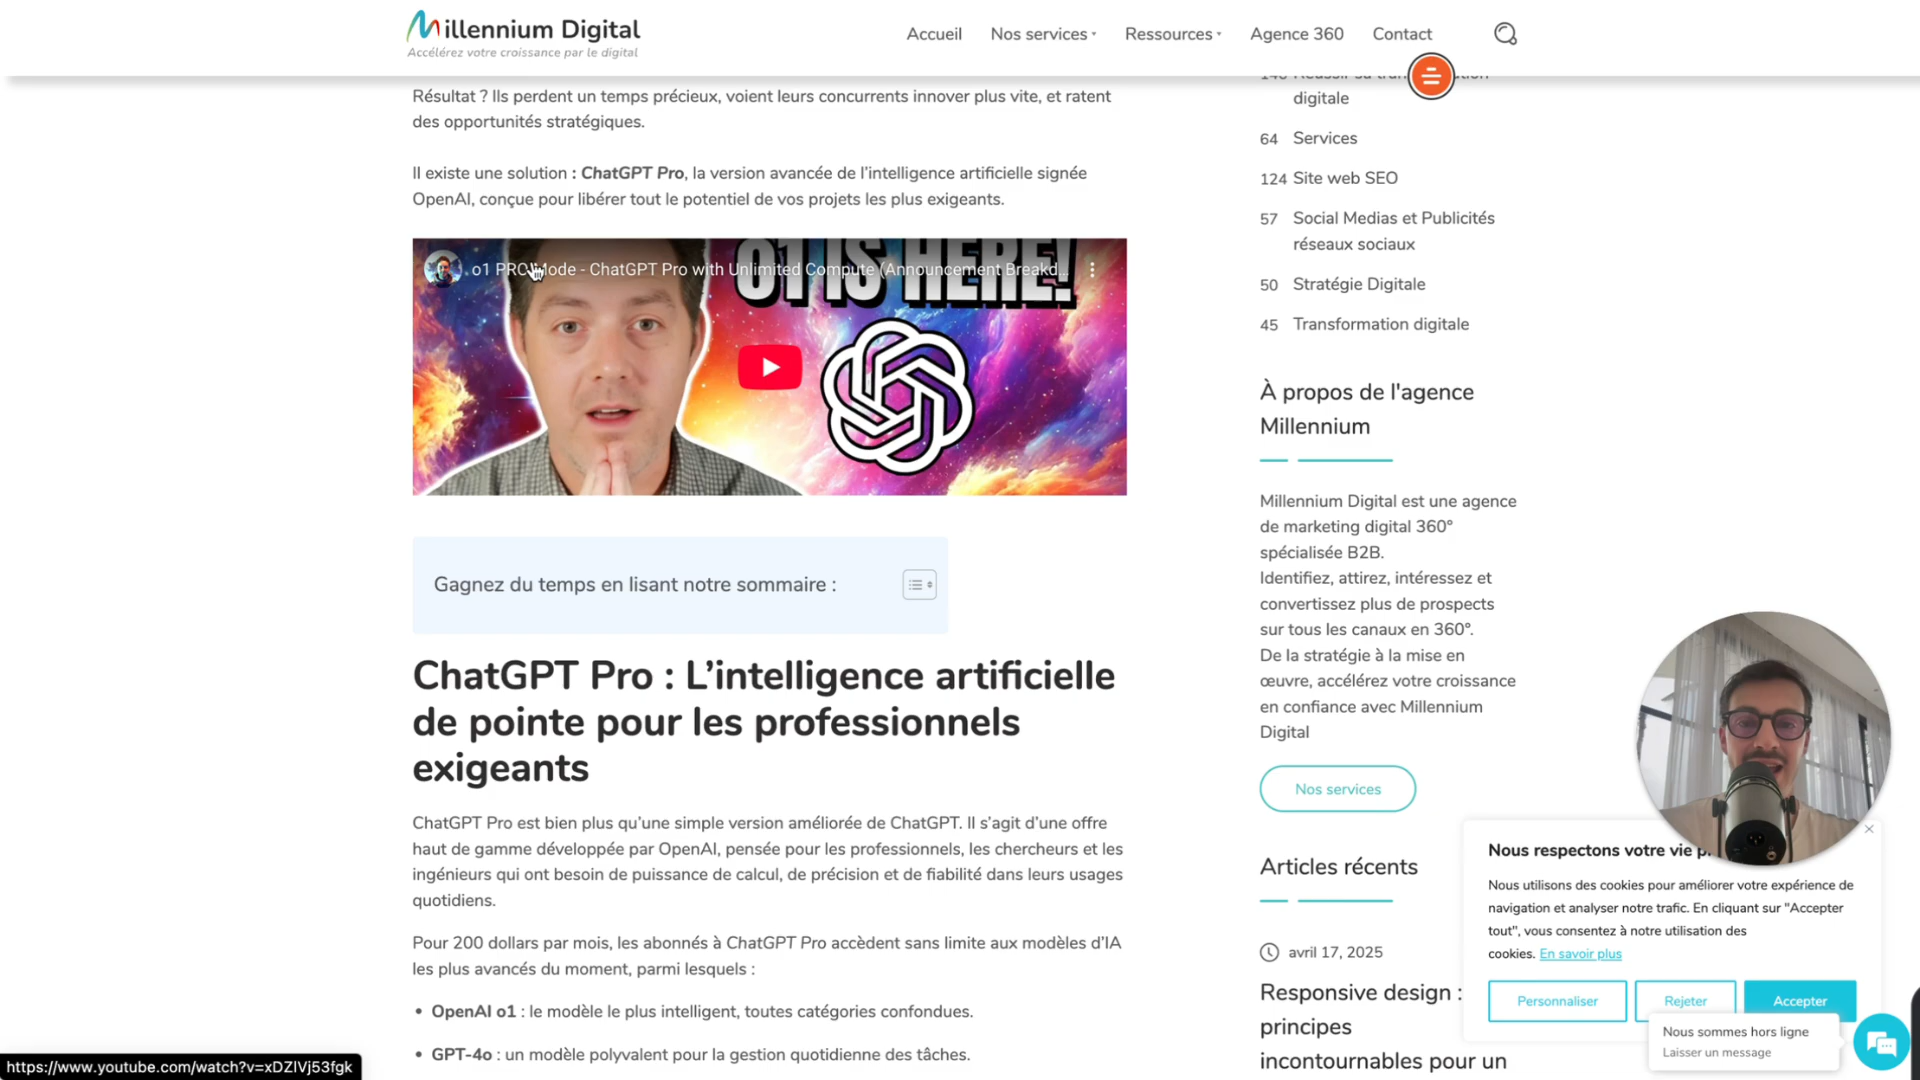 Millennium Digital
Accélérez votre croissance par le digital
Accueil
Nos services
Ressources
Agence 360
Contact
Résultat ? Ils perdent un temps précieux, voient leurs concurrents innover plus vite, et ratent
des opportunités stratégiques.
Il existe une solution : ChatGPT Pro, la version avancée de l'intelligence artificielle signée
OpenAI, conçue pour libérer tout le potentiel de vos projets les plus exigeants.
o1 PRO Mode - ChatGPT Pro with Unlimited Compute (Announcement Breakd...
o1 IS HERE!
Gagnez du temps en lisant notre sommaire :
ChatGPT Pro : L’intelligence artificielle
de pointe pour les professionnels
exigeants
ChatGPT Pro est bien plus qu’une simple version améliorée de ChatGPT. Il s’agit d’une offre
haut de gamme développée par OpenAI, pensée pour les professionnels, les chercheurs et les
ingénieurs qui ont besoin de puissance de calcul, de précision et de fiabilité dans leurs usages
quotidiens.
Pour 200 dollars par mois, les abonnés à ChatGPT Pro accèdent sans limite aux modèles d’IA
les plus avancés du moment, parmi lesquels :
• OpenAI o1 : le modèle le plus intelligent, toutes catégories confondues.
• GPT-4o : un modèle polyvalent pour la gestion quotidienne des tâches.
digitale
64 Services
124 Site web SEO
57 Social Medias et Publicités
réseaux sociaux
50 Stratégie Digitale
45 Transformation digitale
À propos de l'agence
Millennium
Millennium Digital est une agence
de marketing digital 360°
spécialisée B2B.
Identifiez, attirez, intéressez et
convertissez plus de prospects
sur tous les canaux en 360°.
De la stratégie à la mise en
œuvre, accélérez votre croissance
en confiance avec Millennium
Digital
Nos services
Articles récents
avril 17, 2025
Responsive design :
principes
incontournables pour un
Nous respectons votre vie
Nous utilisons des cookies pour améliorer votre expérience de
navigation et analyser notre trafic. En cliquant sur "Accepter
tout", vous consentez à notre utilisation des
cookies. En savoir plus
Personnaliser
Rejeter
Accepter
Nous sommes hors ligne
Laisser un message
https://www.youtube.com/watch?v=xDZlVj53fgk